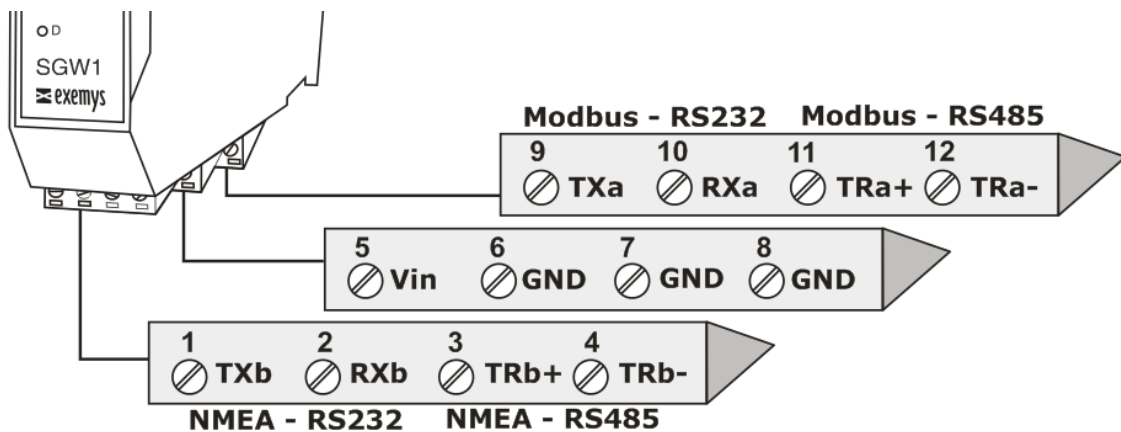 D
SGW1
exemys
Modbus - RS232 Modbus - RS485
9 10 11 12
TXa RXa TRa+ TRa-
5 6 7 8
Vin GND GND GND
1 2 3 4
TXb RXb TRb+ TRb-
NMEA - RS232 NMEA - RS485